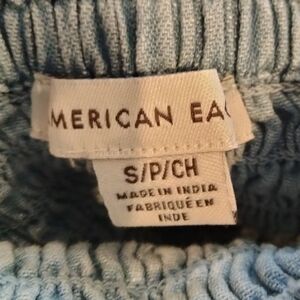 MERICAN EA
S/P/CH
MADE IN INDIA
FABRIQUÉ EN
INDE